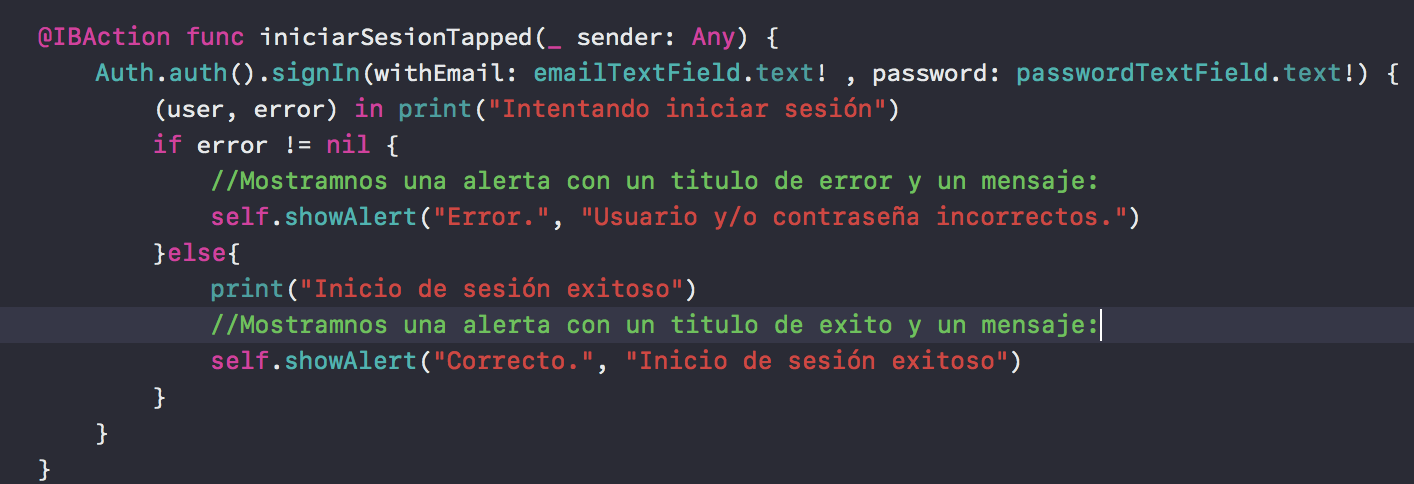 @IBAction func iniciarSesionTapped(_ sender: Any) {
Auth.auth().signIn(withEmail: emailTextField.text! , password: passwordTextField.text!) {
(user, error) in print("Intentando iniciar sesión")
if error != nil {
//Mostramnos una alerta con un titulo de error y un mensaje:
self.showAlert("Error.", "Usuario y/o contraseña incorrectos.")
}else{
print("Inicio de sesión exitoso")
//Mostramnos una alerta con un titulo de exito y un mensaje:
self.showAlert("Correcto.", "Inicio de sesión exitoso")
}
}
}